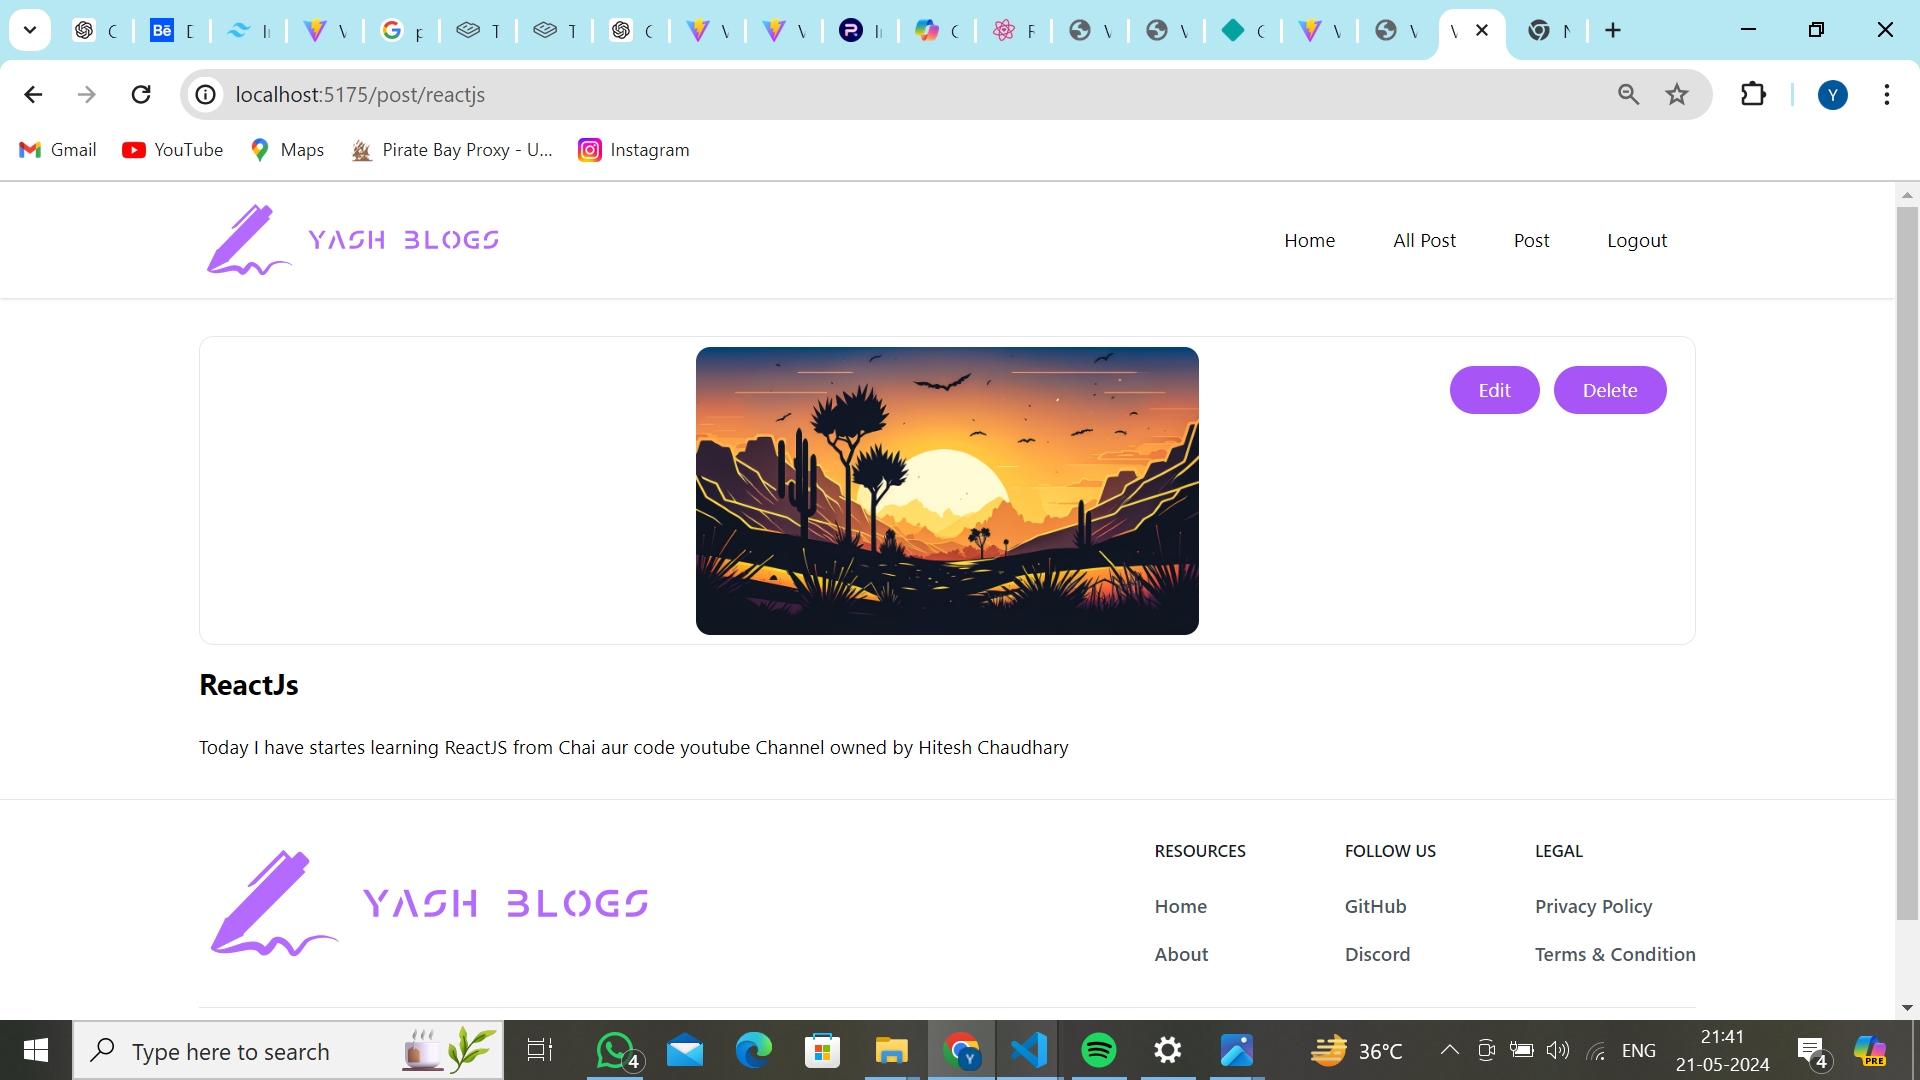 localhost:5175/post/reactjs
Y
Gmail
YouTube
Maps
Pirate Bay Proxy - U...
Instagram
YASH BLOGS
Home
All Post
Post
Logout
Edit
Delete
ReactJs
Today I have startes learning ReactJS from Chai aur code youtube Channel owned by Hitesh Chaudhary
YASH BLOGS
RESOURCES
Home
About
FOLLOW US
GitHub
Discord
LEGAL
Privacy Policy
Terms & Condition
Type here to search
4
Y
36°C
ENG
21:41
21-05-2024
4
PRE